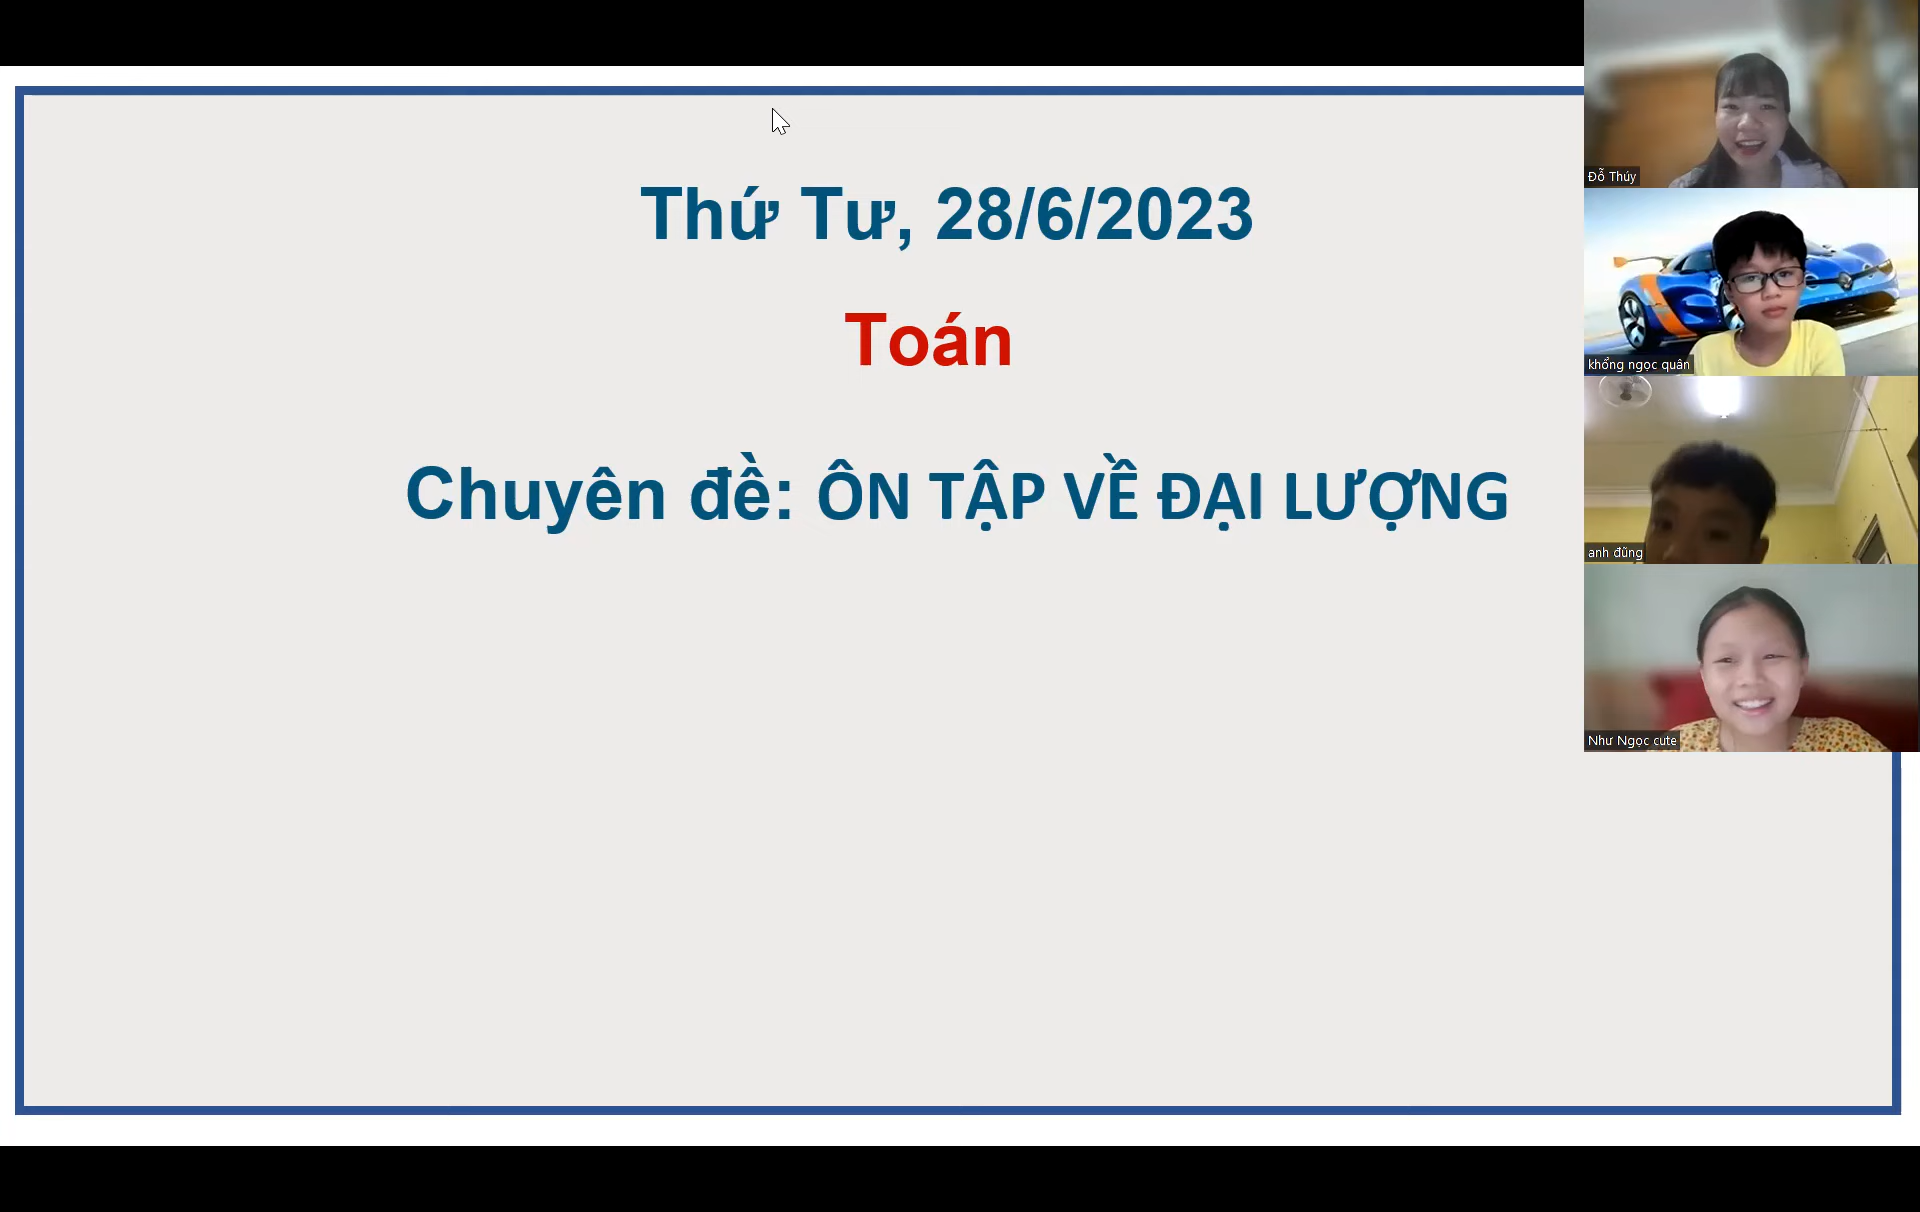 Thứ Tư, 28/6/2023
Toán
Chuyên đề: ÔN TẬP VỀ ĐẠI LƯỢNG
Đỗ Thúy
khổng ngọc quân
anh đũng
Như Ngọc cute